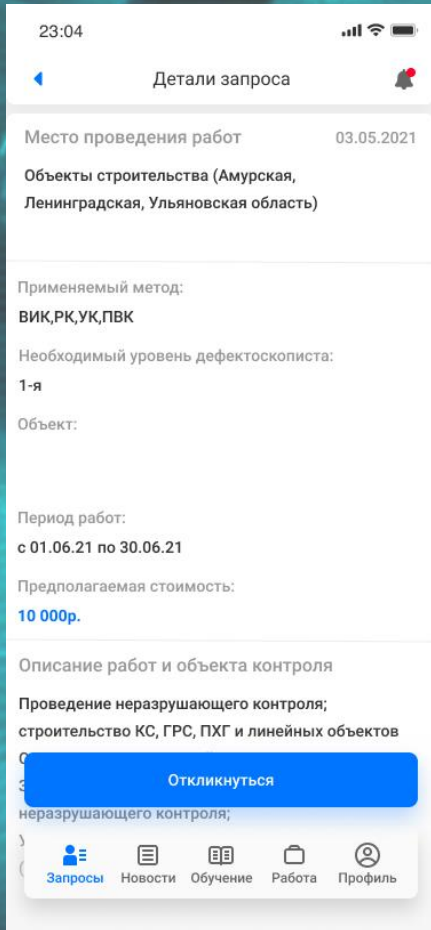 23:04
Детали запроса
Место проведения работ 03.05.2021
Объекты строительства (Амурская,
Ленинградская, Ульяновская область)
Применяемый метод:
ВИК,РК,УК,ПВК
Необходимый уровень дефектоскописта:
1-я
Объект:
Период работ:
с 01.06.21 по 30.06.21
Предполагаемая стоимость:
10 000р.
Описание работ и объекта контроля
Проведение неразрушающего контроля;
строительство КС, ГРС, ПХГ и линейных объектов
Откликнуться
неразрушающего контроля;
Запросы Новости Обучение Работа Профиль